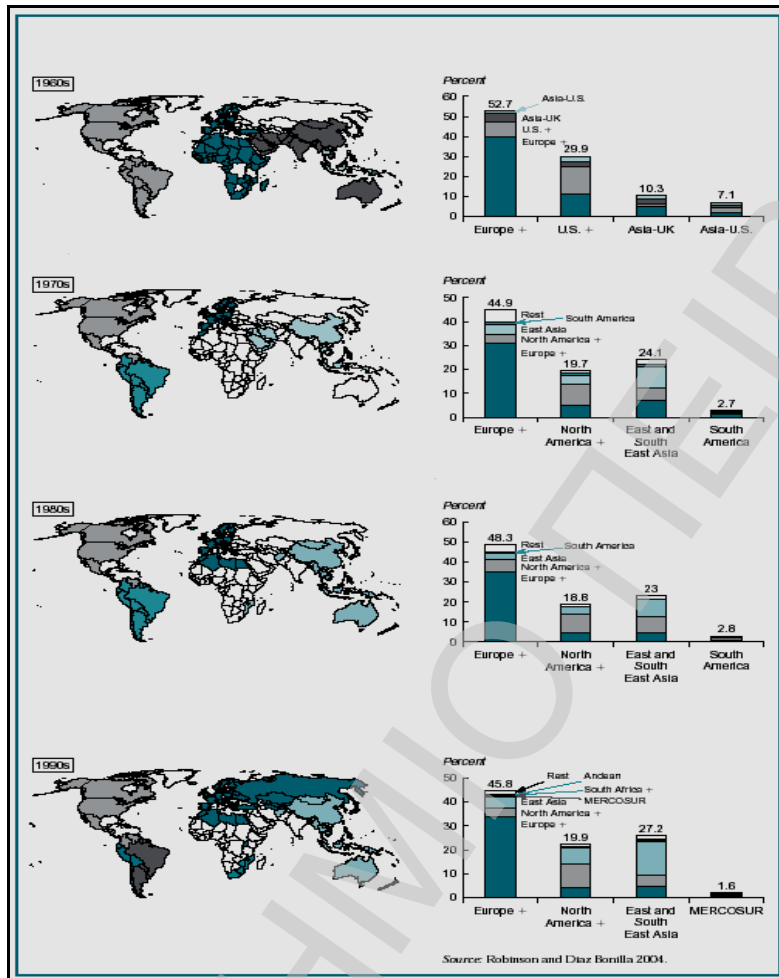 1960s
Percent
60
50
40
30
20
10
0
52.7
Asia-U.S.
Asia-UK
U.S. +
Europe +
29.9
10.3
7.1
Europe +
U.S. +
Asia-UK
Asia-U.S.
1970s
Percent
60
50
40
30
20
10
0
44.9
Rest
South America
East Asia
North America +
Europe +
19.7
24.1
2.7
Europe +
North
America +
East and
South
East Asia
South
America
1980s
Percent
60
50
40
30
20
10
0
48.3
Rest
South America
East Asia
North America +
Europe +
18.8
23
2.8
Europe +
North
America +
East and
South
East Asia
South
America
1990s
Percent
60
50
40
30
20
10
0
45.8
Rest
Andean
South Africa +
East Asia
MERCOSUR
North America +
Europe +
19.9
27.2
1.6
Europe +
North
America +
East and
South
East Asia
MERCOSUR
Source: Robinson and Diaz Bonilla 2004.